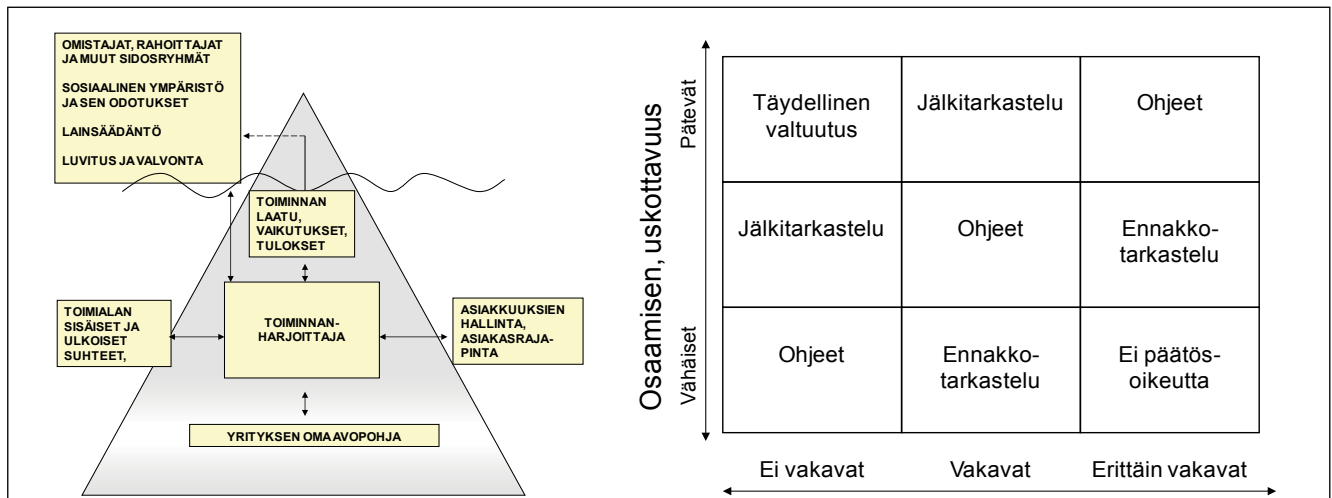 OMISTAJAT, RAHOITTAJAT
JA MUUT SIDOSRYHMÄT
SOSIAALINEN YMPÄRISTÖ
JA SEN ODOTUKSET
LAINSÄÄDÄNTÖ
LUVITUS JA VALVONTA
TOIMINNAN
LAATU,
VAIKUTUKSET,
TULOKSET
TOIMIALAN
SISÄISET JA
ULKOISET
SUHTEET,
TOIMINNAN-
HARJOITTAJA
ASIAKKUUKSIEN
HALLINTA,
ASIAKASRAJA-
PINTA
YRITYKSEN OMA AVOPOHJA
Osaamisen, uskottavuus
Pätevät
Vähäiset
Täydellinen
valtuutus
Jälkitarkastelu
Ohjeet
Jälkitarkastelu
Ohjeet
Ennakko-
tarkastelu
Ohjeet
Ennakko-
tarkastelu
Ei päätös-
oikeutta
Ei vakavat
Vakavat
Erittäin vakavat